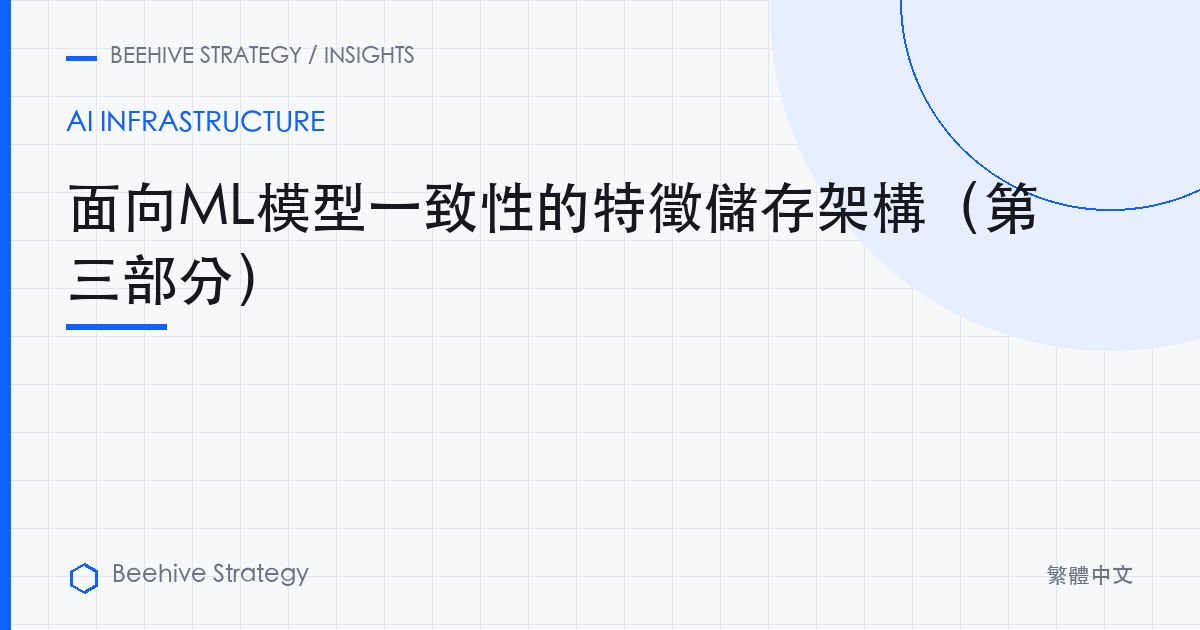 BEEHIVE STRATEGY / INSIGHTS
AI INFRASTRUCTURE
面向ML模型一致性的特徵儲存架構（第
三部分）
Beehive Strategy
繁體中文